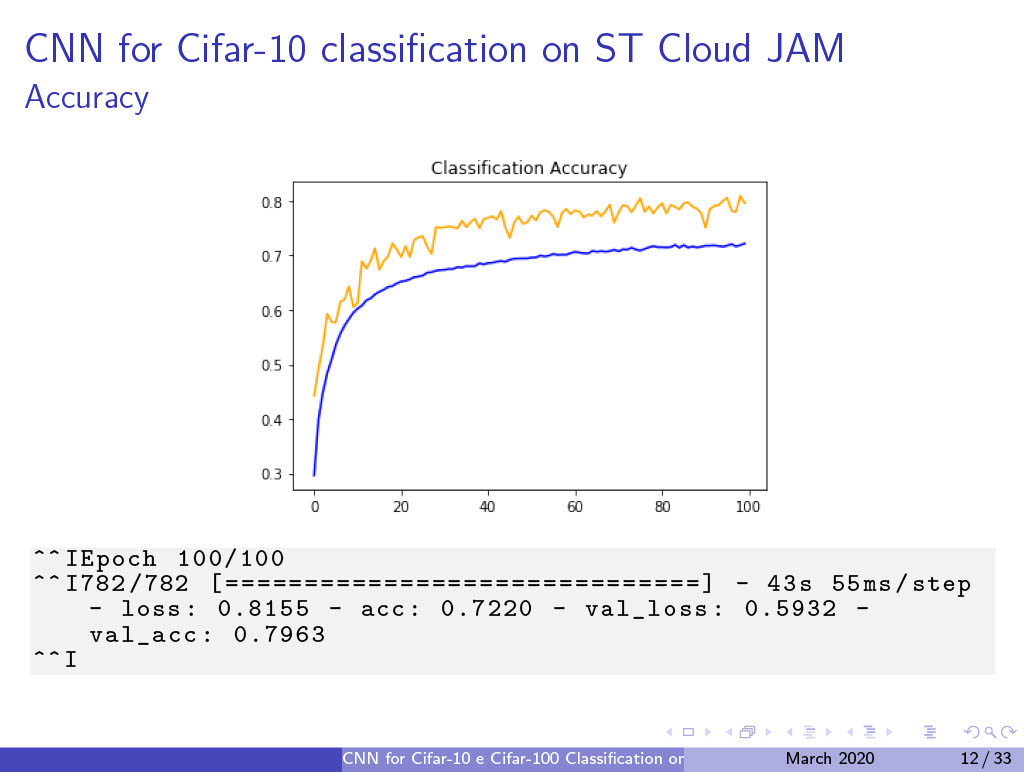 CNN for Cifar-10 classification on ST Cloud JAM
Accuracy
Classification Accuracy
0.8
0.7
0.6
0.5
0.4
0.3
0 20 40 60 80 100
^^IEpoch 100/100
^^I782/782 [==============================] - 43s 55ms/step
- loss: 0.8155 - acc: 0.7220 - val_loss: 0.5932 -
val_acc: 0.7963
^^I
CNN for Cifar-10 e Cifar-100 Classification or March 2020 12 / 33